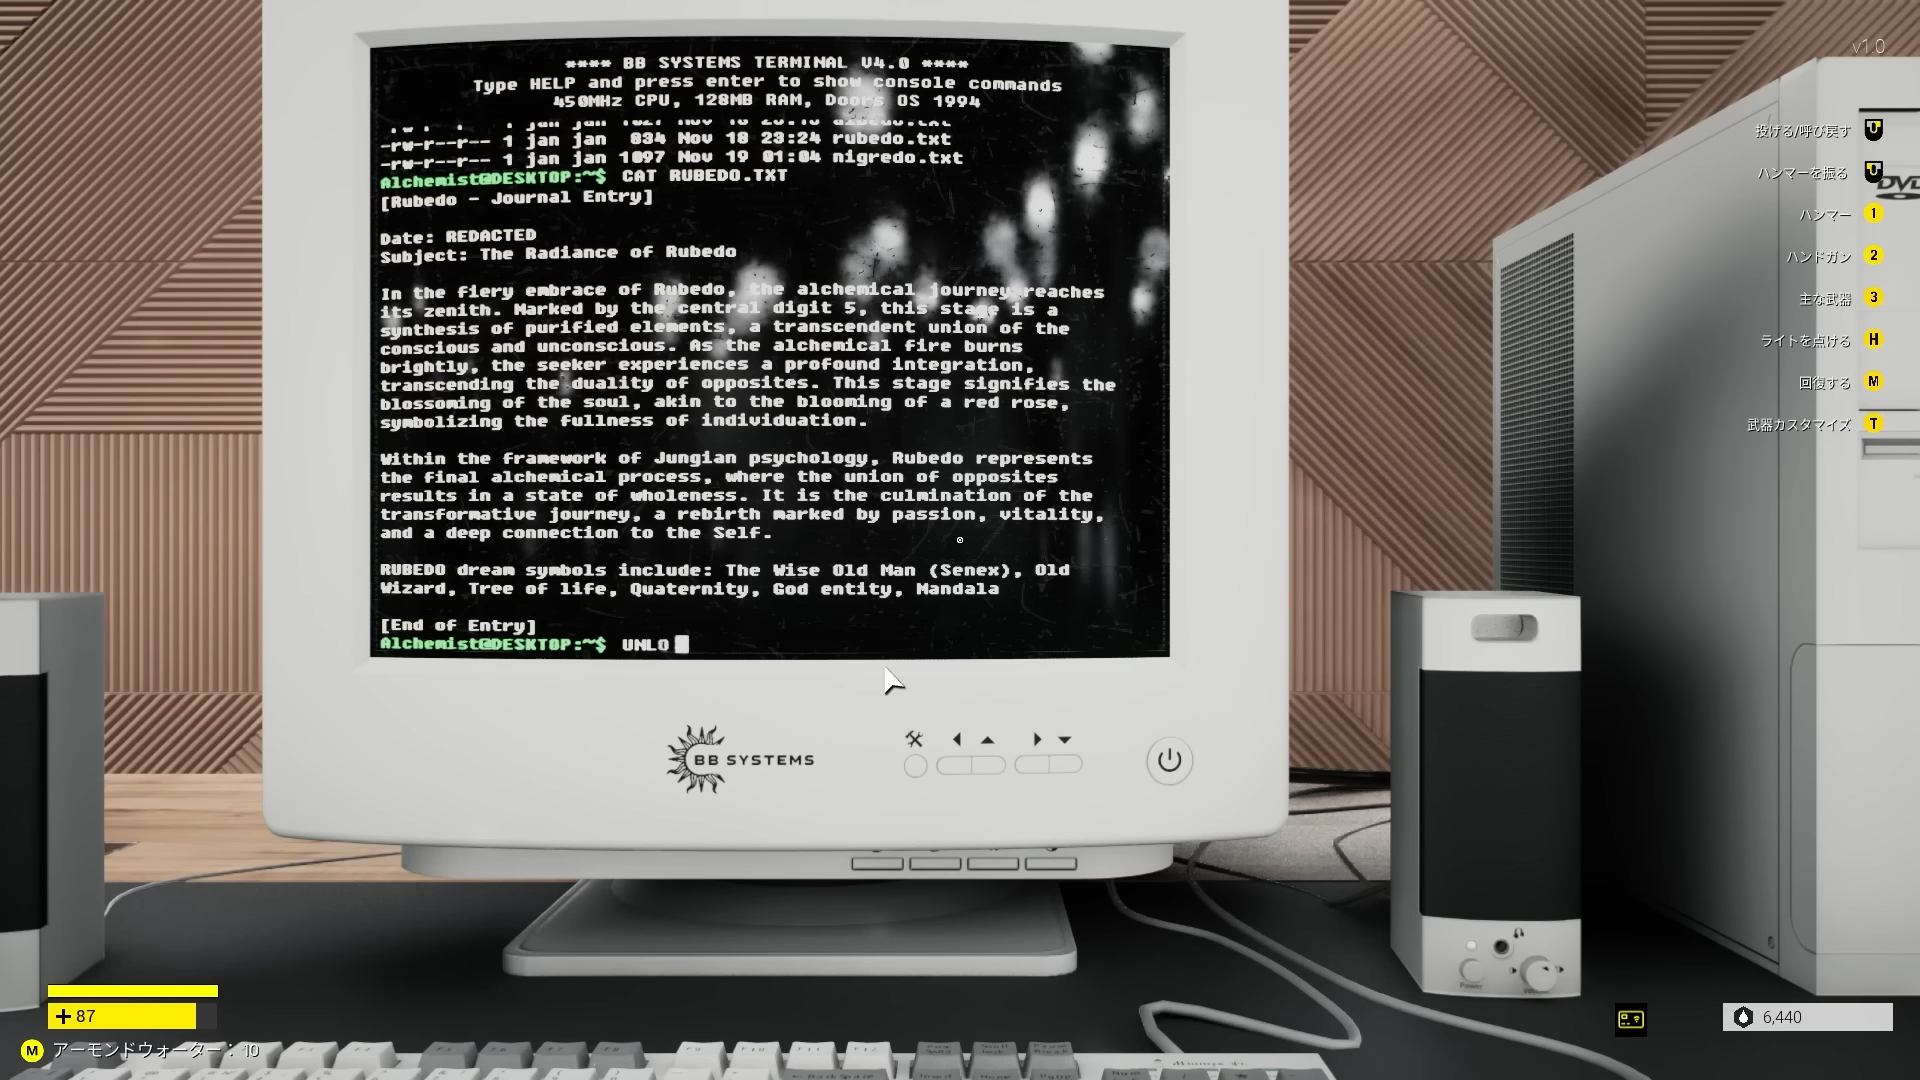 **** BB SYSTEMS TERMINAL V4.0 ****
Type HELP and press enter to show console commands
450MHz CPU, 128MB RAM, Doors OS 1994
-rw-r--r-- 1 jan jan 834 Nov 18 23:24 rubedo.txt
-rw-r--r-- 1 jan jan 1097 Nov 19 01:04 nigredo.txt
Alchemist@DESKTOP:~$ CAT RUBEDO.TXT
[Rubedo - Journal Entry]
Date: REDACTED
Subject: The Radiance of Rubedo
In the fiery embrace of Rubedo, the alchemical journey reaches
its zenith. Marked by the central digit 5, this stage is a
synthesis of purified elements, a transcendent union of the
conscious and unconscious. As the alchemical fire burns
brightly, the seeker experiences a profound integration,
transcending the duality of opposites. This stage signifies the
blossoming of the soul, akin to the blooming of a red rose,
symbolizing the fullness of individuation.
Within the framework of Jungian psychology, Rubedo represents
the final alchemical process, where the union of opposites
results in a state of wholeness. It is the culmination of the
transformative journey, a rebirth marked by passion, vitality,
and a deep connection to the Self.
RUBEDO dream symbols include: The Wise Old Man (Senex), Old
Wizard, Tree of life, Quaternity, God entity, Mandala
[End of Entry]
Alchemist@DESKTOP:~$ UNLO
BB SYSTEMS
v1.0
投げる/呼び戻す
ハンマーを振る
DVD
ハンマー 1
ハンドガン 2
主な武器 3
ライトを点ける H
回復する M
武器カスタマイズ T
Power
+ 87
M アーモンドウォーター: 10
6,440